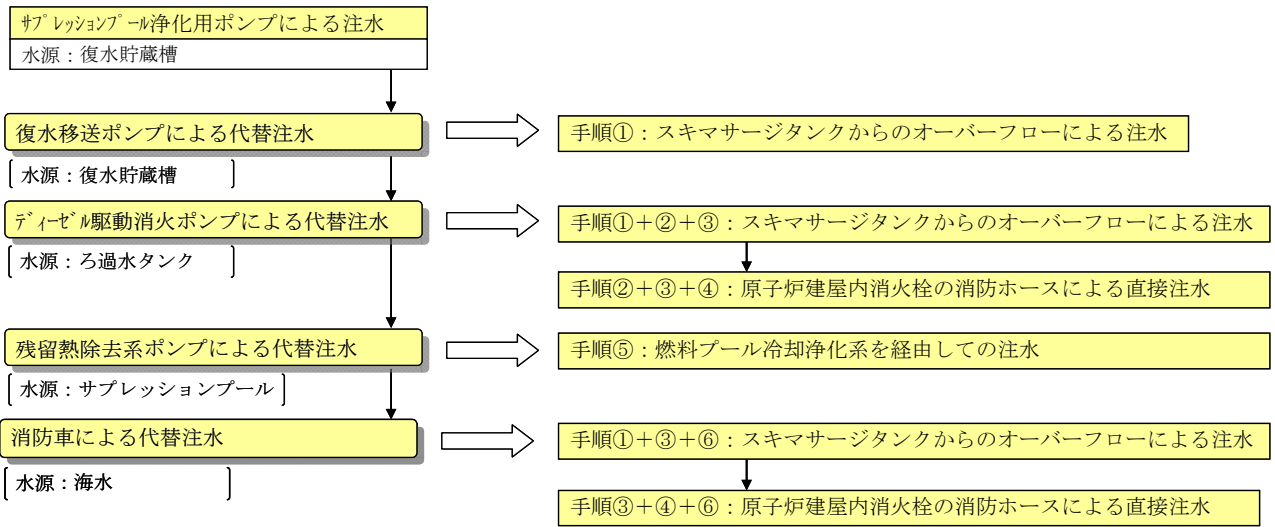 ｻﾌﾟﾚｯｼｮﾝﾌﾟｰﾙ浄化用ポンプによる注水
水源：復水貯蔵槽
復水移送ポンプによる代替注水
手順①：スキマサージタンクからのオーバーフローによる注水
水源：復水貯蔵槽
ﾃﾞｨｰｾﾞﾙ駆動消火ポンプによる代替注水
手順①＋②＋③：スキマサージタンクからのオーバーフローによる注水
水源：ろ過水タンク
手順②＋③＋④：原子炉建屋内消火栓の消防ホースによる直接注水
残留熱除去系ポンプによる代替注水
手順⑤：燃料プール冷却浄化系を経由しての注水
水源：サプレッションプール
消防車による代替注水
手順①＋③＋⑥：スキマサージタンクからのオーバーフローによる注水
水源：海水
手順③＋④＋⑥：原子炉建屋内消火栓の消防ホースによる直接注水